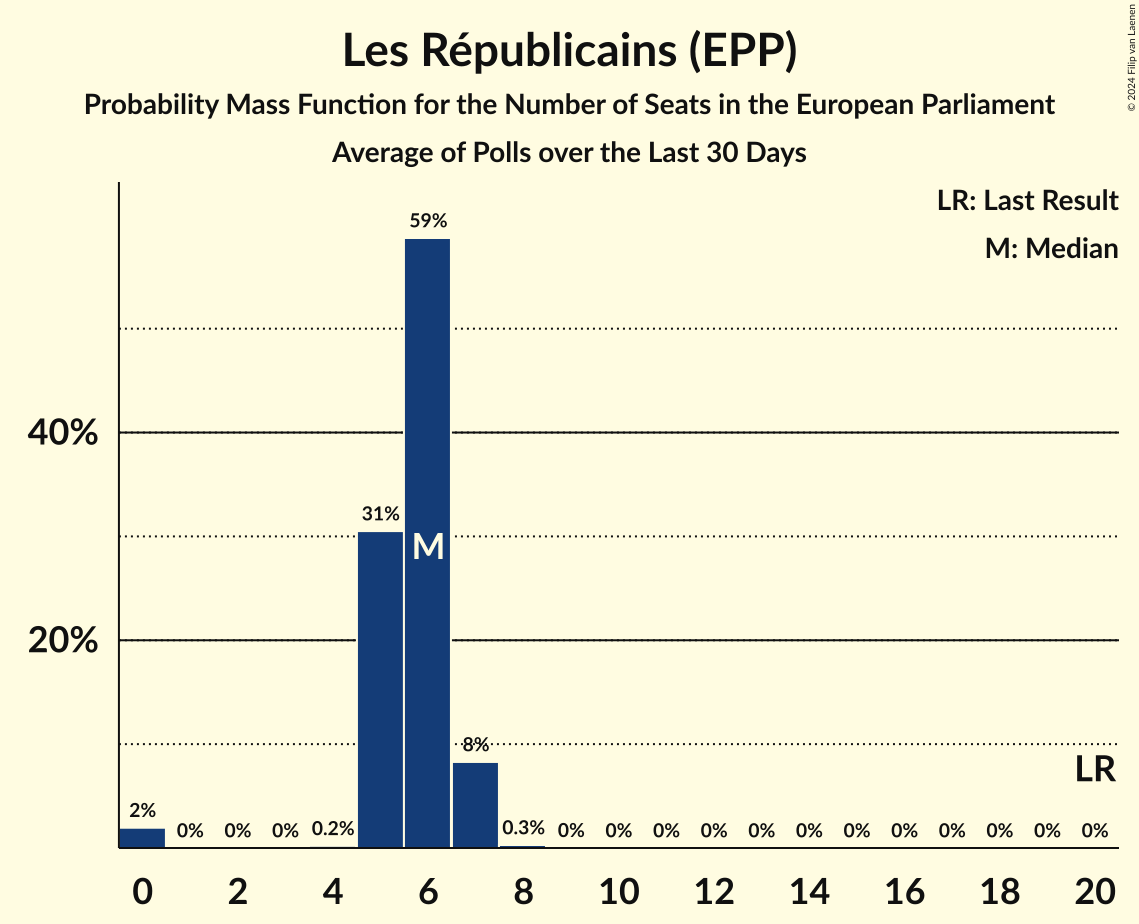 Les Républicains (EPP)
Probability Mass Function for the Number of Seats in the European Parliament
Average of Polls over the Last 30 Days
© 2024 Filip van Laenen
LR: Last Result
M: Median
59%
40%
31%
M
20%
8%
LR
2% 0% 0% 0% 0.2% 0.3% 0% 0% 0% 0% 0% 0% 0% 0% 0% 0% 0% 0%
0 2 4 6 8 10 12 14 16 18 20